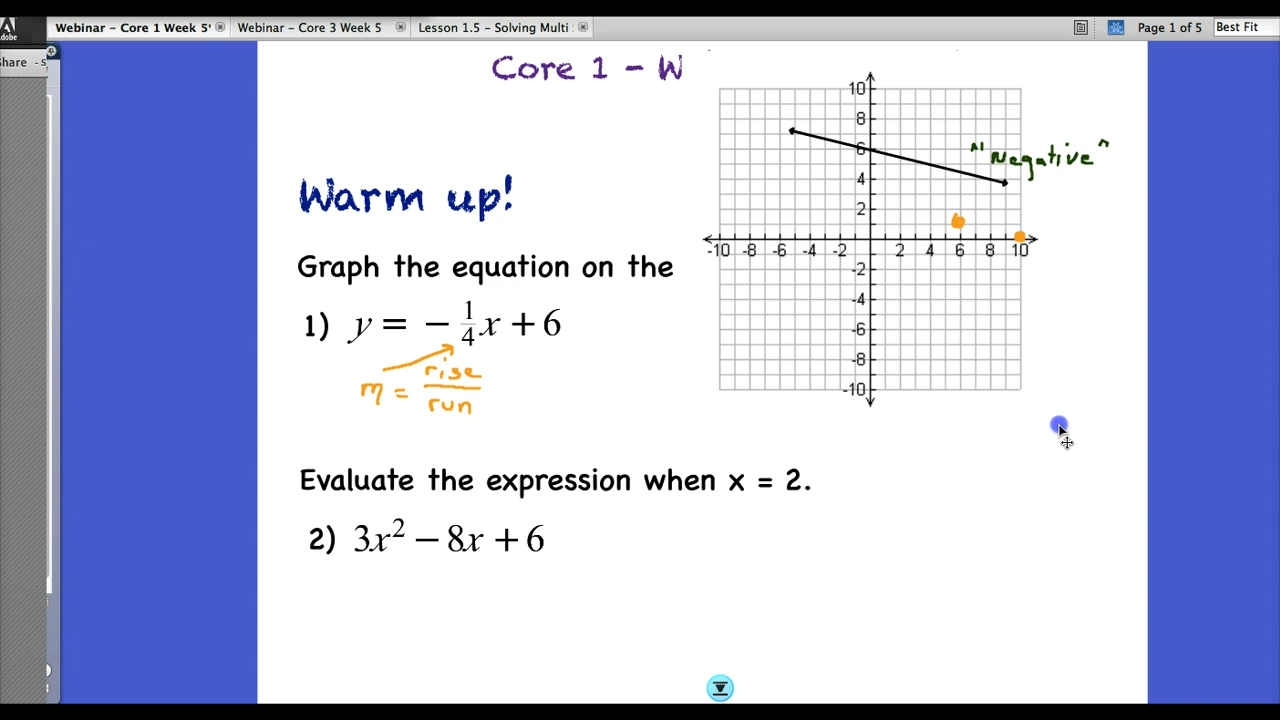 Adobe
Webinar - Core 1 Week 5'
Webinar - Core 3 Week 5
Lesson 1.5 - Solving Multi
Page 1 of 5
Best Fit
Share - S
Core 1 - W
Warm up!
Graph the equation on the
1) y = - 1/4 x + 6
m = rise/run
10
8
6
4
2
-10 -8 -6 -4 -2 2 4 6 8 10
-2
-4
-6
-8
-10
"Negative"
Evaluate the expression when x = 2.
2) 3x² - 8x + 6